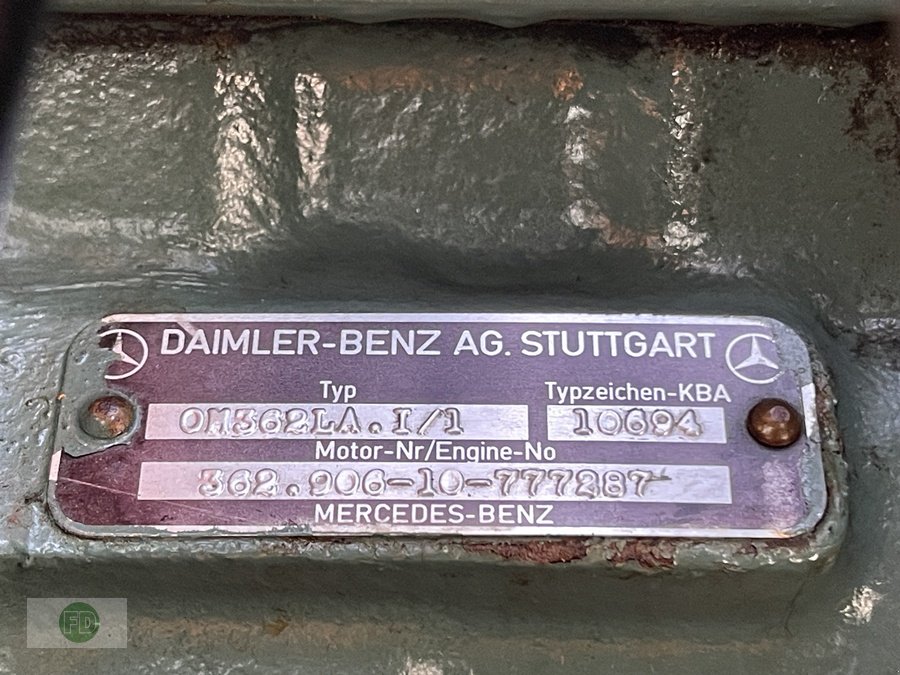 DAIMLER-BENZ AG. STUTTGART
Typ Typzeichen-KBA
OM362LA.I/1 10694
Motor-Nr/Engine-No
362.906-10-777287
MERCEDES-BENZ
FD